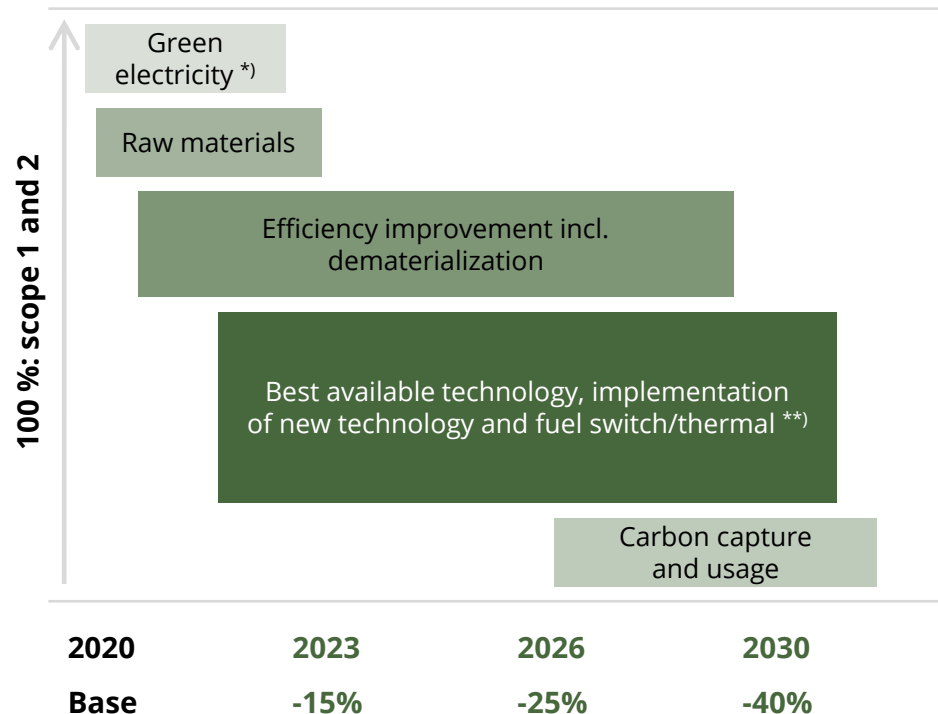 Green
electricity *)
Raw materials
100 %: scope 1 and 2
Efficiency improvement incl.
dematerialization
Best available technology, implementation
of new technology and fuel switch/thermal **)
Carbon capture
and usage
2020 2023 2026 2030
Base -15% -25% -40%